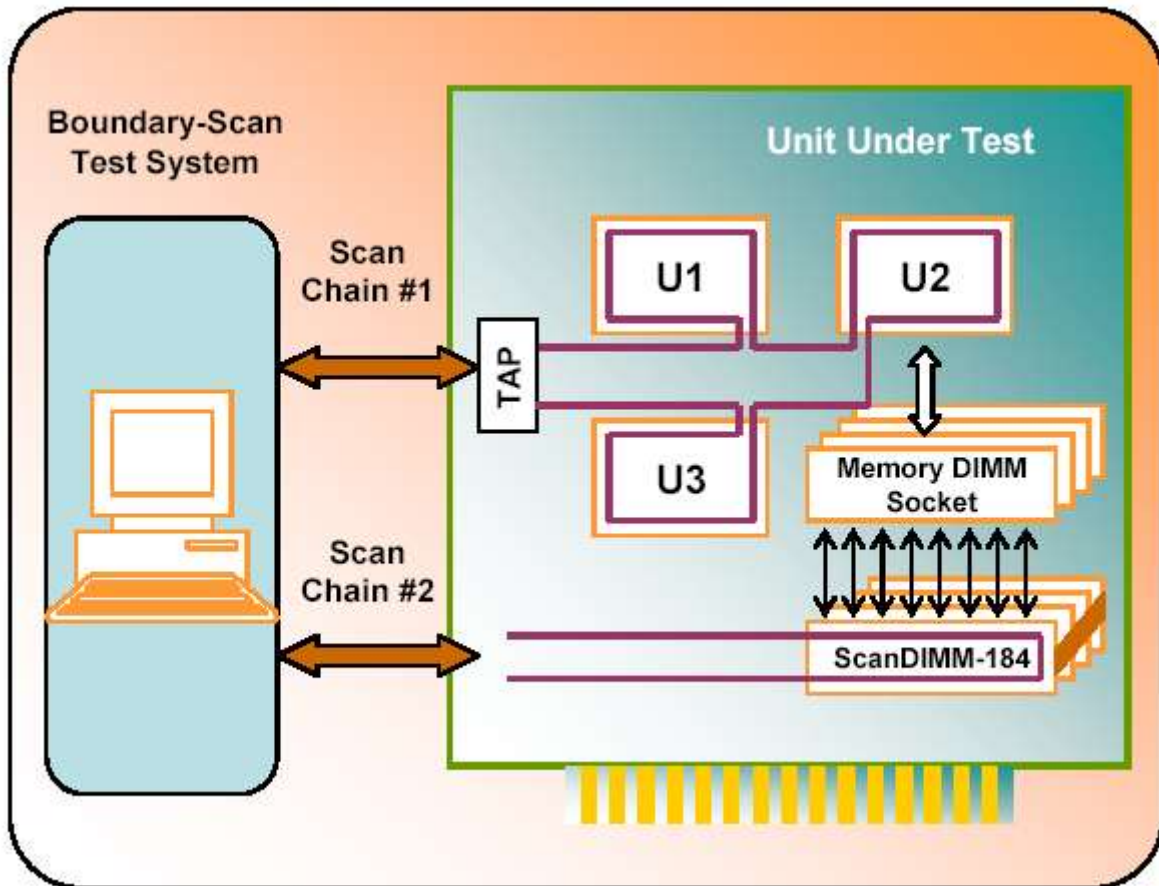 Boundary-Scan
Test System
Unit Under Test
Scan
Chain #1
U1
U2
TAP
U3
Memory DIMM
Socket
Scan
Chain #2
ScanDIMM-184